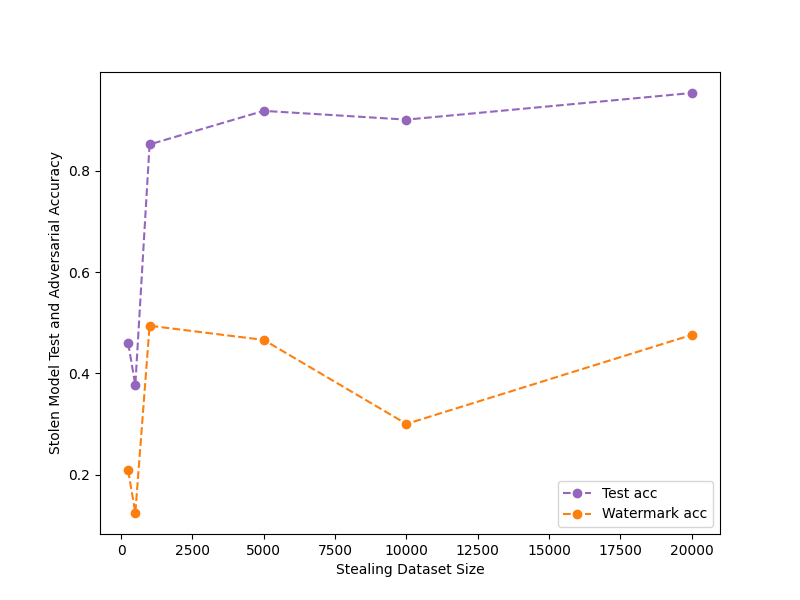 Stolen Model Test and Adversarial Accuracy
0.8
0.6
0.4
0.2
Test acc
Watermark acc
0 2500 5000 7500 10000 12500 15000 17500 20000
Stealing Dataset Size